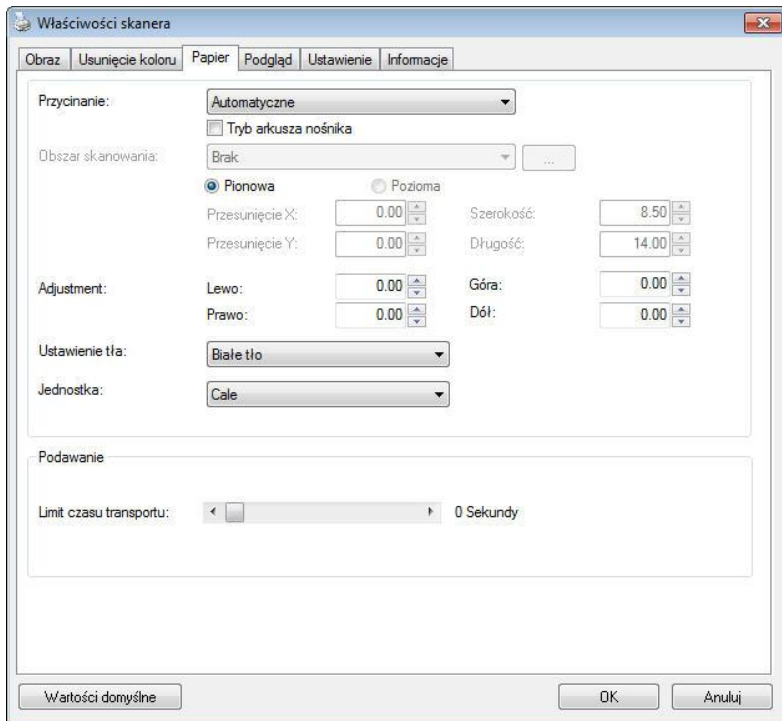 Właściwości skanera
Obraz Usunięcie koloru Papier Podgląd Ustawienie Informacje
Przycinanie: Automatyczne
Tryb arkusza nośnika
Obszar skanowania: Brak ...
Pionowa Pozioma
Przesunięcie X: 0.00 Szerokość: 8.50
Przesunięcie Y: 0.00 Długość: 14.00
Adjustment: Lewo: 0.00 Góra: 0.00
Prawo: 0.00 Dół: 0.00
Ustawienie tła: Białe tło
Jednostka: Cale
Podawanie
Limit czasu transportu: 0 Sekundy
Wartości domyślne OK Anuluj